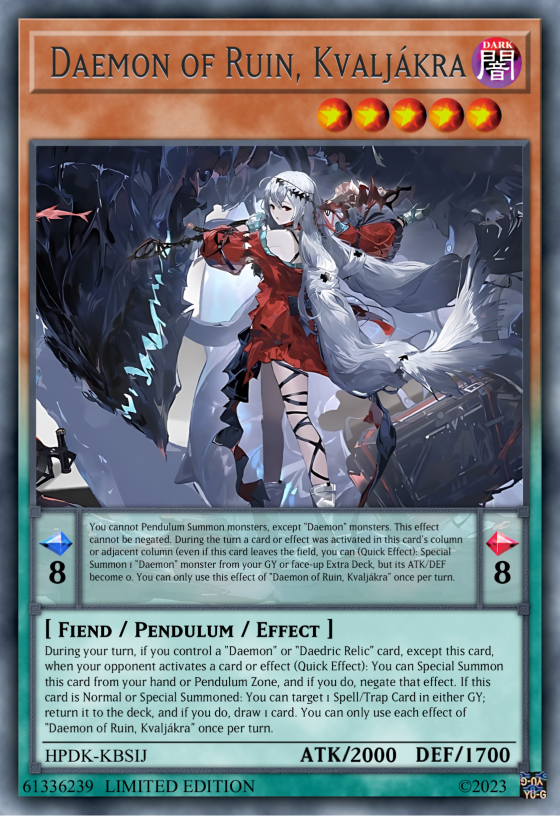 Daemon of Ruin, Kvaljákra
DARK
闇
You cannot Pendulum Summon monsters, except "Daemon" monsters. This effect
cannot be negated. During the turn a card or effect was activated in this card's column
or adjacent column (even if this card leaves the field, you can (Quick Effect): Special
Summon 1 "Daemon" monster from your GY or face-up Extra Deck, but its ATK/DEF
become 0. You can only use this effect of "Daemon of Ruin, Kvaljákra" once per turn.
8
8
[ Fiend / Pendulum / Effect ]
During your turn, if you control a "Daemon" or "Daedric Relic" card, except this card,
when your opponent activates a card or effect (Quick Effect): You can Special Summon
this card from your hand or Pendulum Zone, and if you do, negate that effect. If this
card is Normal or Special Summoned: You can target 1 Spell/Trap Card in either GY;
return it to the deck, and if you do, draw 1 card. You can only use each effect of
"Daemon of Ruin, Kvaljákra" once per turn.
HPDK-KBSIJ
ATK/2000 DEF/1700
61336239 LIMITED EDITION
©2023
YU-G
YU-G